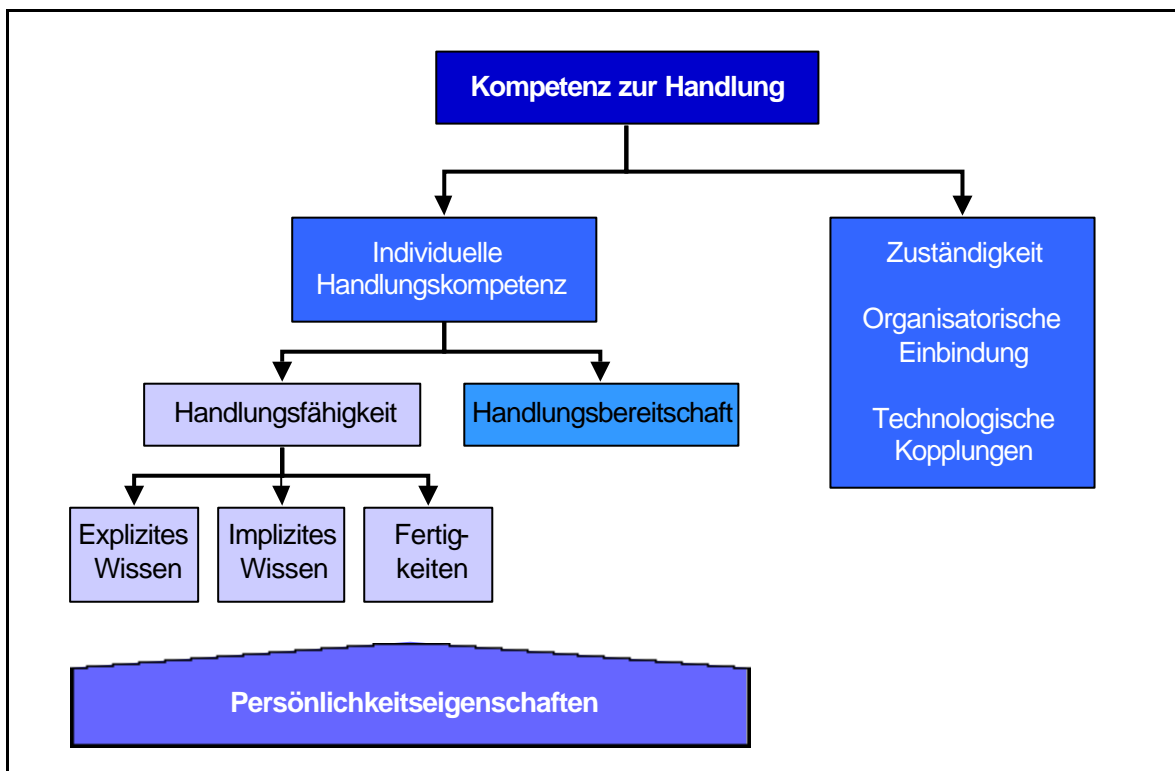 Kompetenz zur Handlung
Individuelle
Handlungskompetenz
Zuständigkeit
Organisatorische
Einbindung
Technologische
Kopplungen
Handlungsfähigkeit
Handlungsbereitschaft
Explizites
Wissen
Implizites
Wissen
Fertig-
keiten
Persönlichkeitseigenschaften